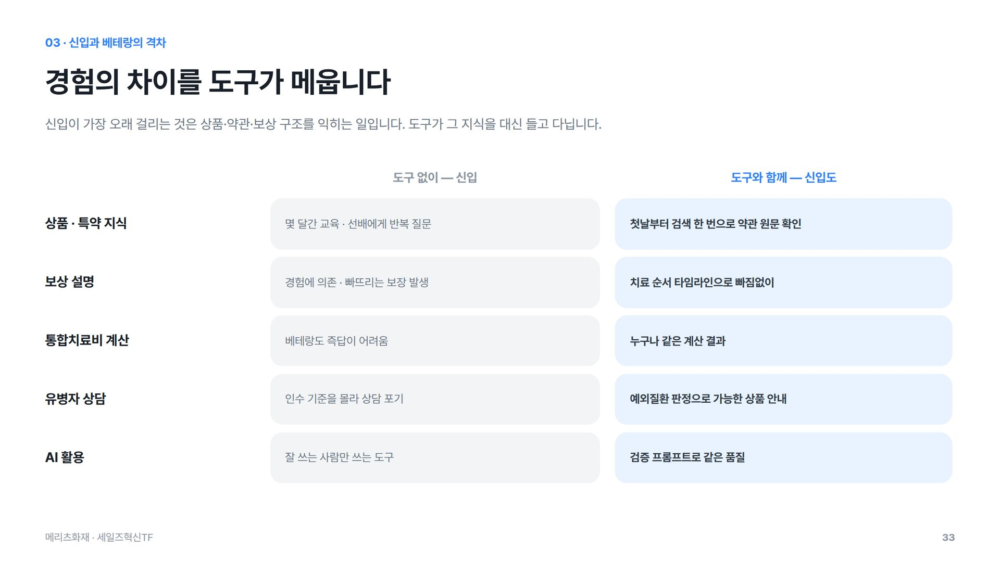 03 · 신입과 베테랑의 격차
경험의 차이를 도구가 메웁니다
신입이 가장 오래 걸리는 것은 상품·약관·보상 구조를 익히는 일입니다. 도구가 그 지식을 대신 들고 다닙니다.
도구 없이 — 신입
도구와 함께 — 신입도
상품 · 특약 지식
몇 달간 교육 · 선배에게 반복 질문
첫날부터 검색 한 번으로 약관 원문 확인
보상 설명
경험에 의존 · 빠뜨리는 보장 발생
치료 순서 타임라인으로 빠짐없이
통합치료비 계산
베테랑도 즉답이 어려움
누구나 같은 계산 결과
유병자 상담
인수 기준을 몰라 상담 포기
예외질환 판정으로 가능한 상품 안내
AI 활용
잘 쓰는 사람만 쓰는 도구
검증 프롬프트로 같은 품질
메리츠화재 · 세일즈혁신TF
33